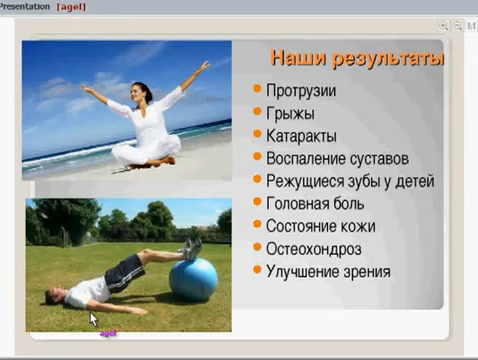 Presentation [agel]
Наши результаты
Протрузии
Грыжы
Катаракты
Воспаление суставов
Режущиеся зубы у детей
Головная боль
Состояние кожи
Остеохондроз
Улучшение зрения
agel